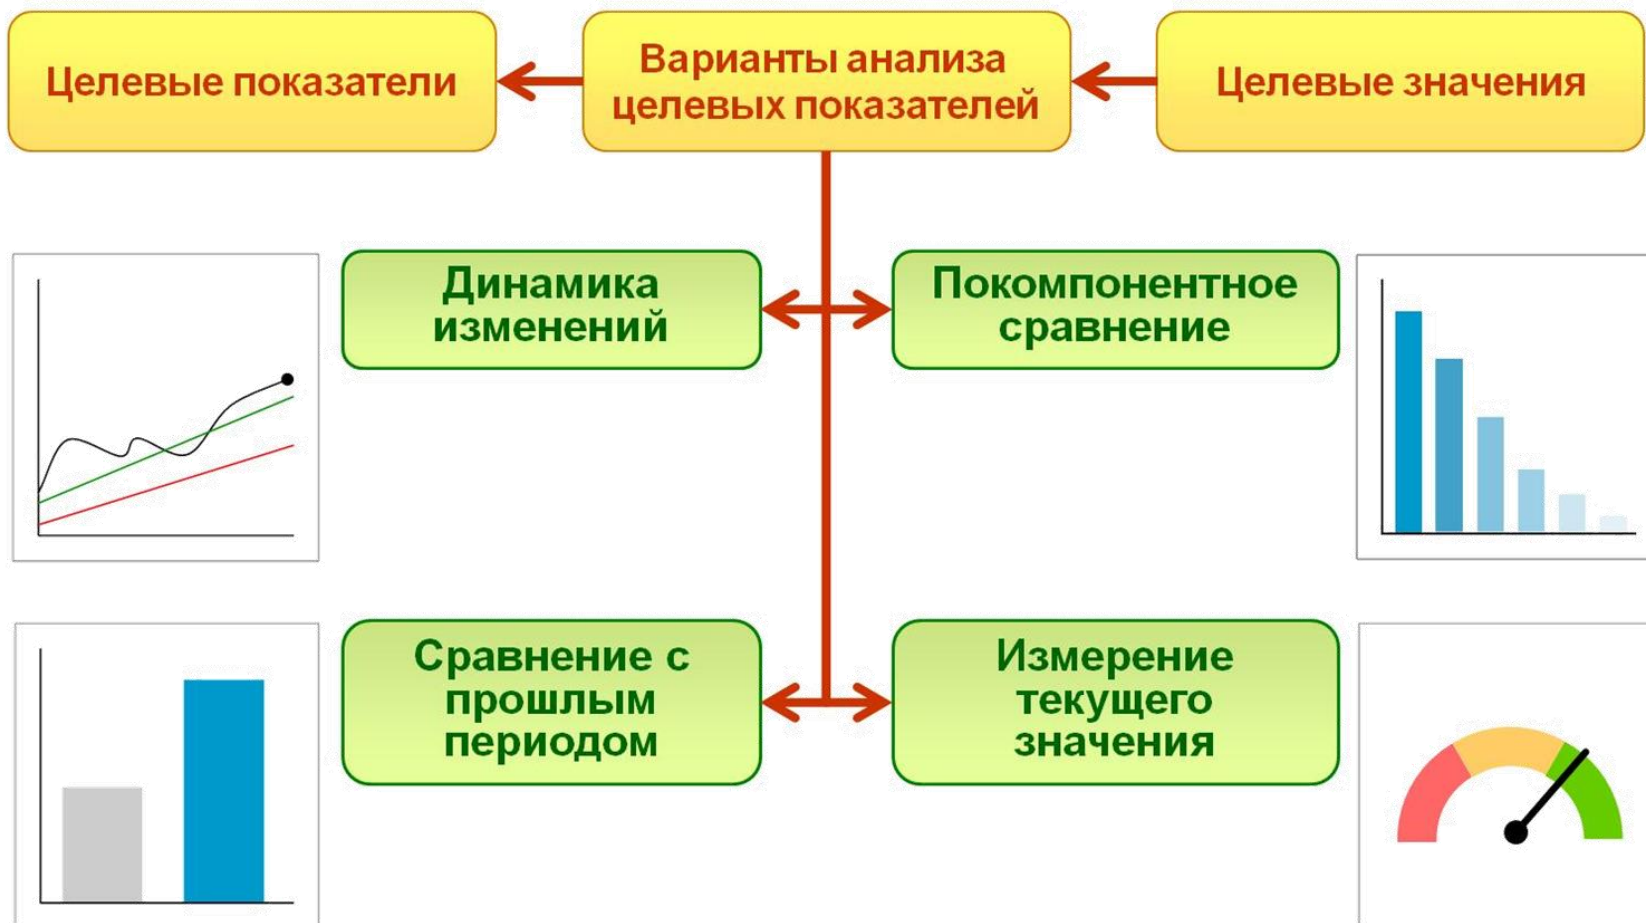 Целевые показатели
Варианты анализа
целевых показателей
Целевые значения
Динамика
изменений
Покомпонентное
сравнение
Сравнение с
прошлым
периодом
Измерение
текущего
значения